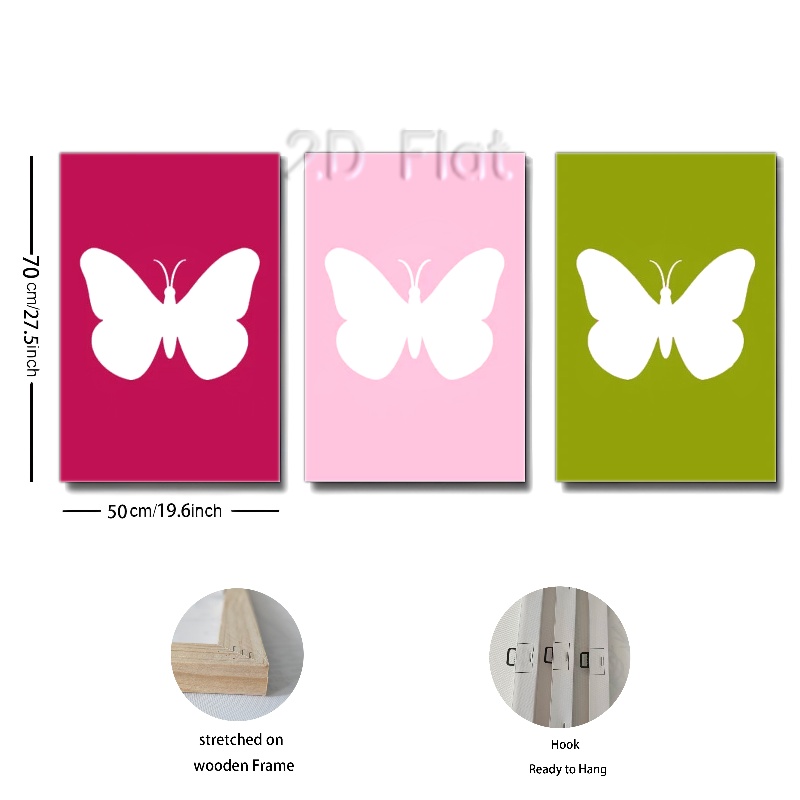 2D Flat
70 cm/27.5inch
50cm/19.6inch
stretched on
wooden Frame
Hook
Ready to Hang